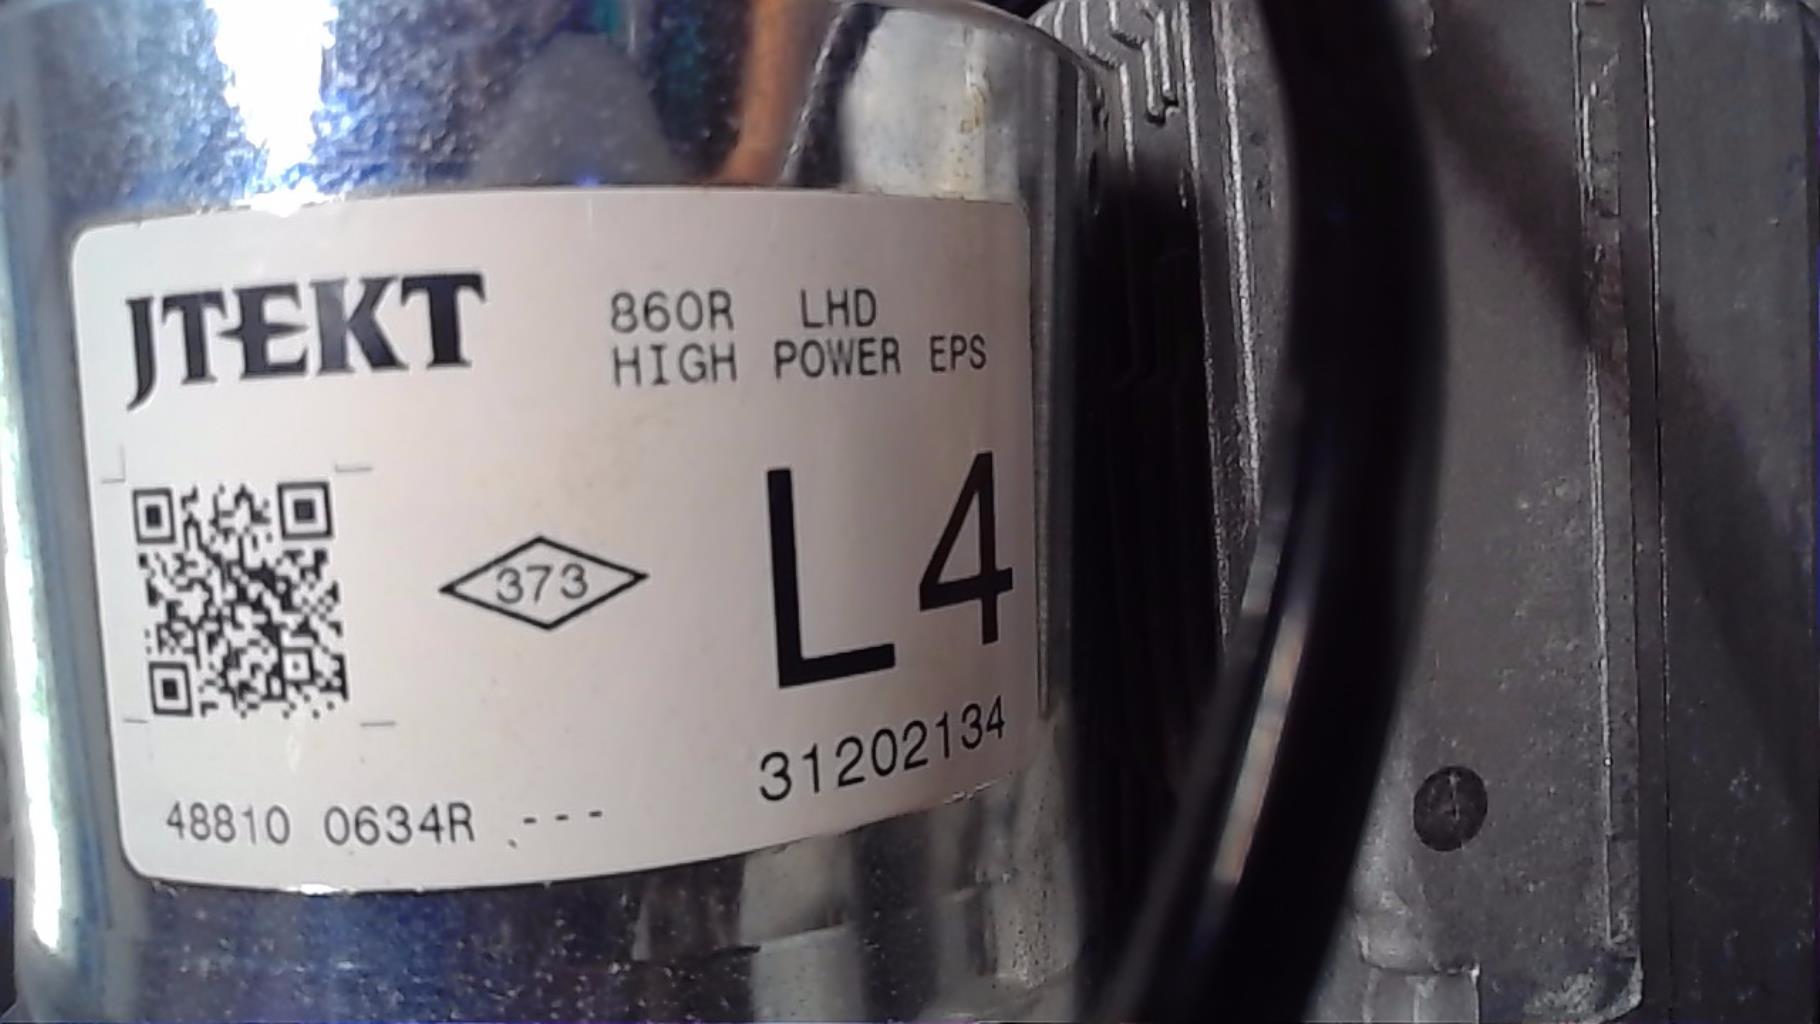 JTEKT
860R LHD
HIGH POWER EPS
373
L4
31202134
48810 0634R ---